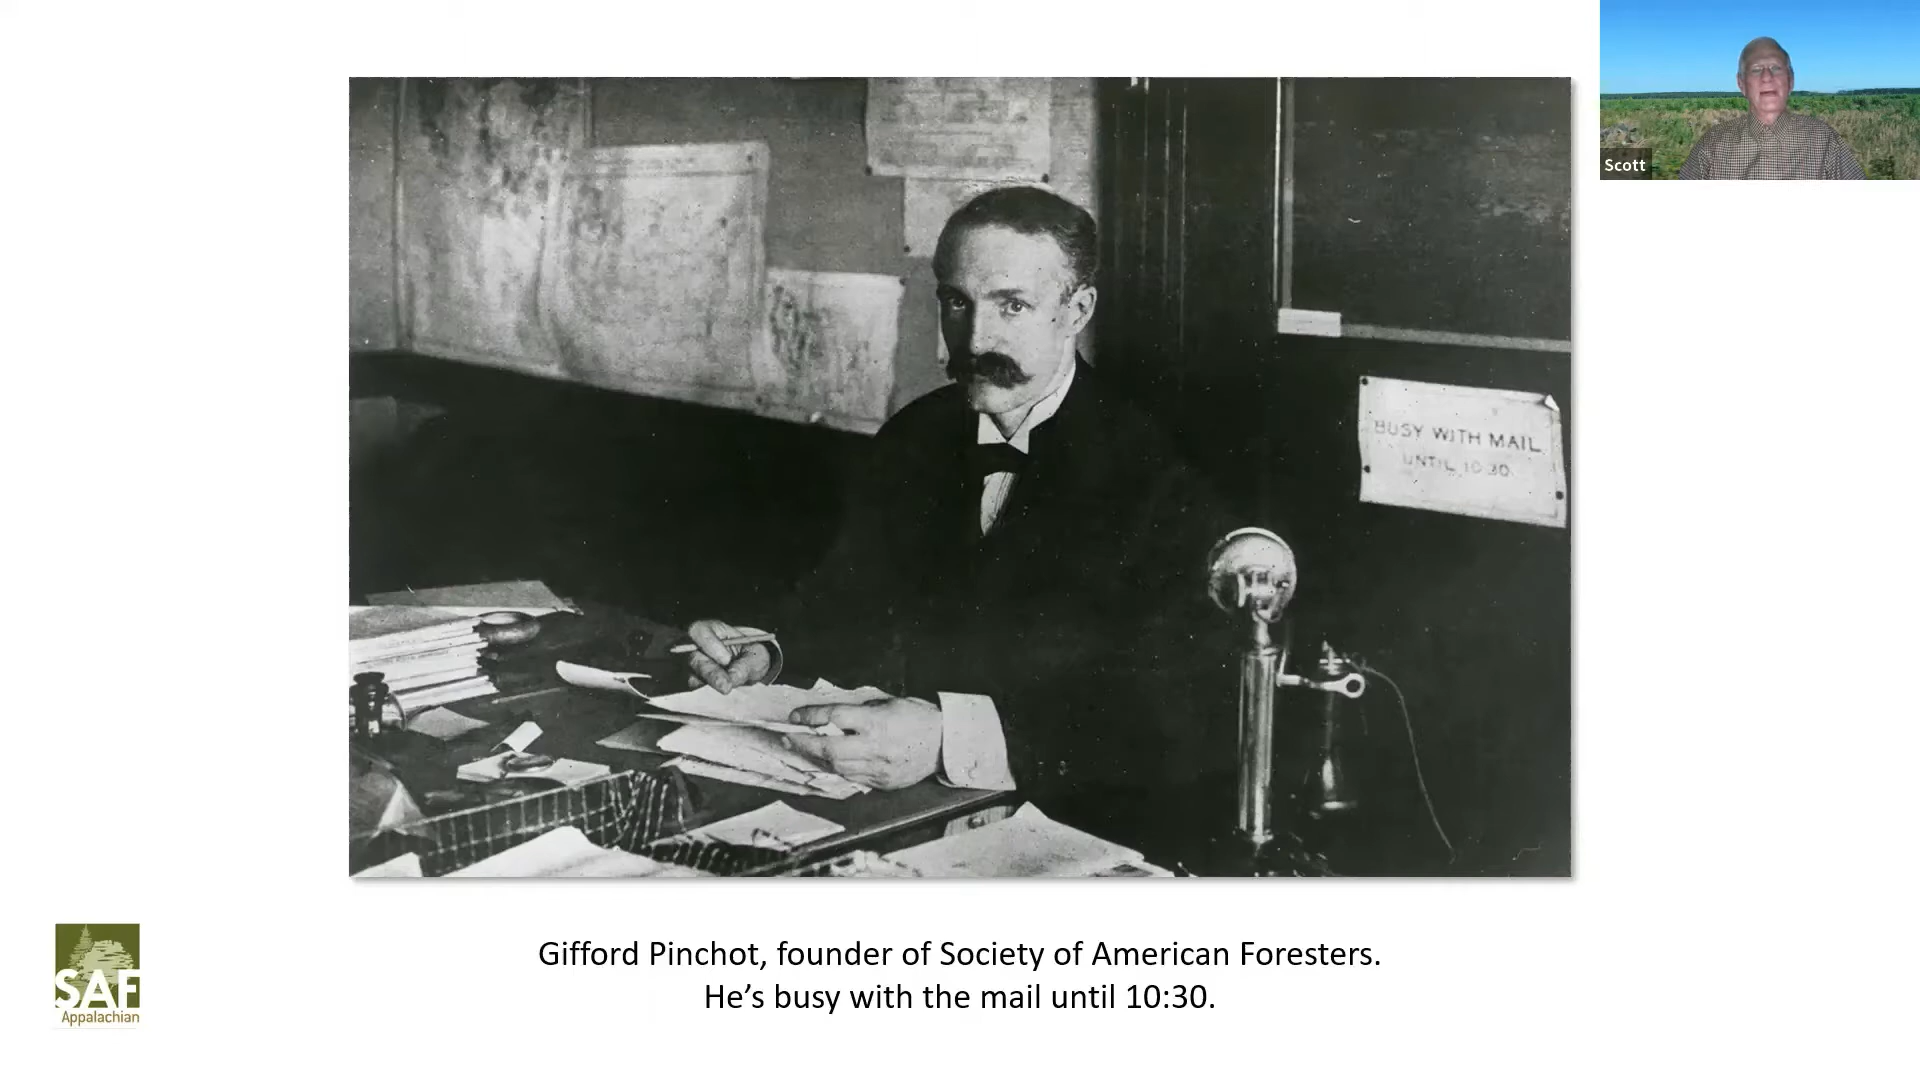 Scott
BUSY WITH MAIL
UNTIL 10 30
SAF
Appalachian
Gifford Pinchot, founder of Society of American Foresters.
He’s busy with the mail until 10:30.